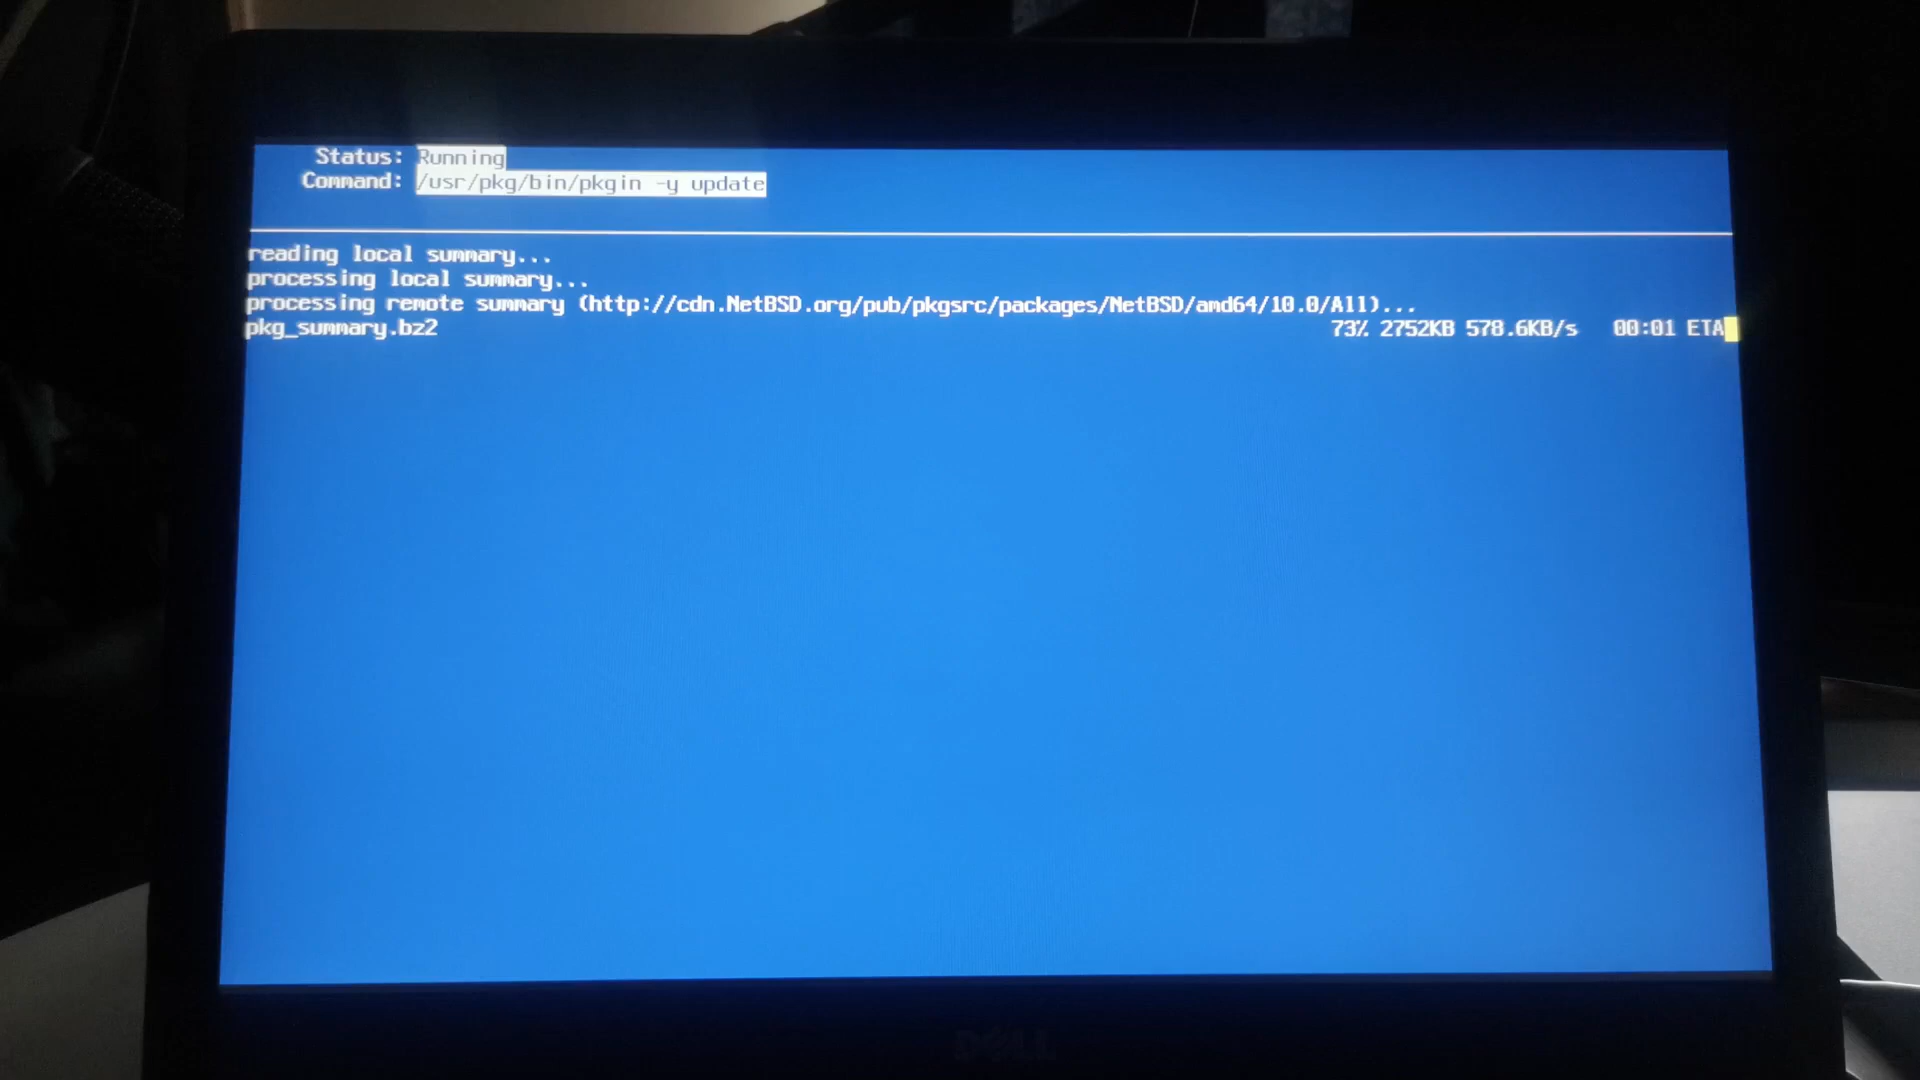 Status: Running
Command: /usr/pkg/bin/pkgin -y update
reading local summary...
processing local summary...
processing remote summary (http://cdn.NetBSD.org/pub/pkgsrc/packages/NetBSD/amd64/10.0/All)...
pkg_summary.bz2 73% 2752KB 578.6KB/s 00:01 ETA
DELL